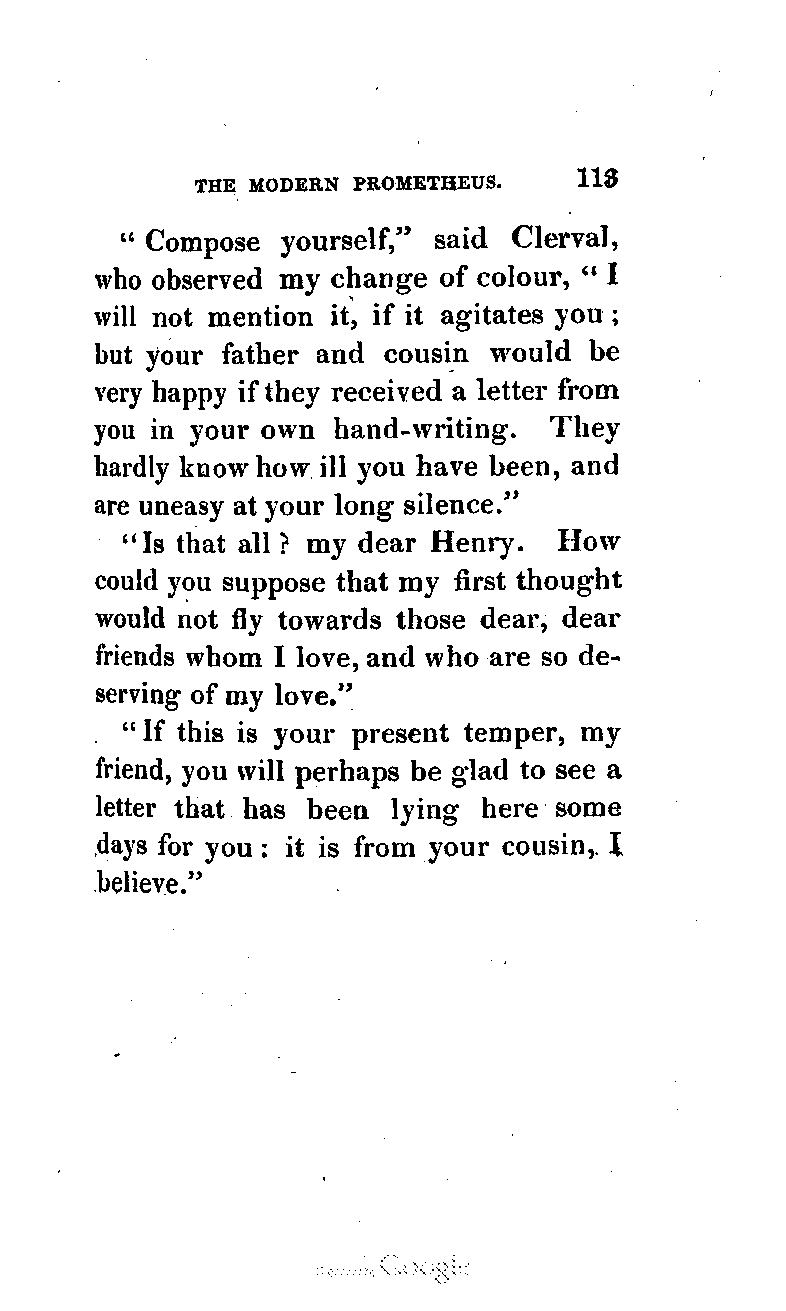 THE MODERN PROMETHEUS. 113
“ Compose yourself,” said Clerval,
who observed my change of colour, “ I
will not mention it, if it agitates you ;
but your father and cousin would be
very happy if they received a letter from
you in your own hand-writing. They
hardly know how ill you have been, and
are uneasy at your long silence.”
“Is that all ? my dear Henry. How
could you suppose that my first thought
would not fly towards those dear, dear
friends whom I love, and who are so de-
serving of my love.”
“If this is your present temper, my
friend, you will perhaps be glad to see a
letter that has been lying here some
days for you : it is from your cousin, I
believe.”
Google